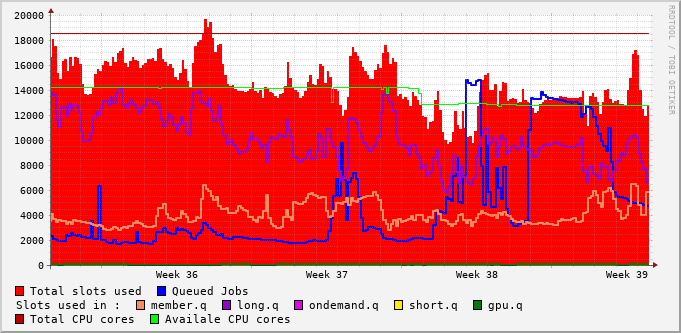 20000
18000
16000
14000
12000
10000
8000
6000
4000
2000
0
Week 36 Week 37 Week 38 Week 39
RRDTOOL / TOBI OETIKER
Total slots used Queued Jobs
Slots used in : member.q long.q ondemand.q short.q gpu.q
Total CPU cores Availale CPU cores